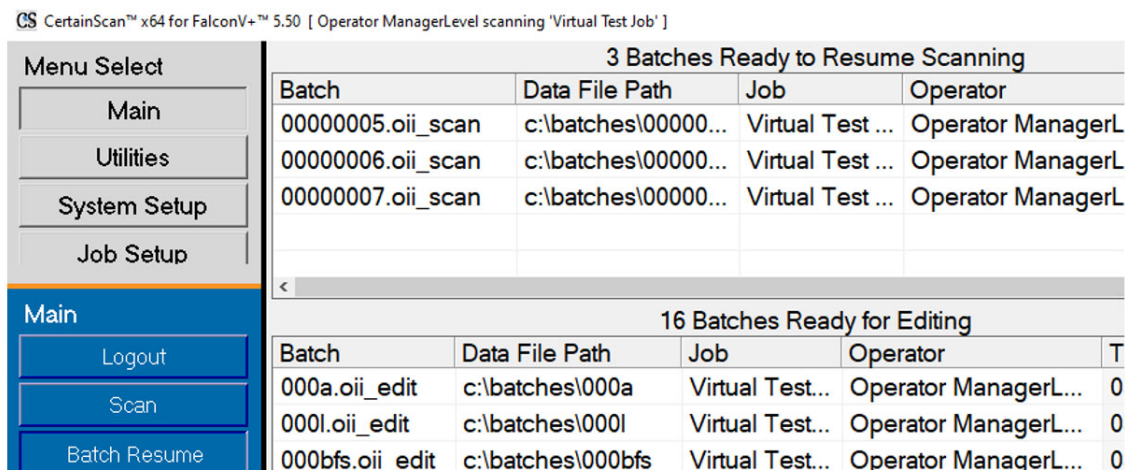 CS CertainScan™ x64 for FalconV+™ 5.50 [ Operator ManagerLevel scanning 'Virtual Test Job' ]
Menu Select
Main
Utilities
System Setup
Job Setup
Main
Logout
Scan
Batch Resume
3 Batches Ready to Resume Scanning
Batch Data File Path Job Operator
00000005.oii_scan c:\batches\00000... Virtual Test ... Operator ManagerL
00000006.oii_scan c:\batches\00000... Virtual Test ... Operator ManagerL
00000007.oii_scan c:\batches\00000... Virtual Test ... Operator ManagerL
16 Batches Ready for Editing
Batch Data File Path Job Operator T
000a.oii_edit c:\batches\000a Virtual Test... Operator ManagerL... 0
000l.oii_edit c:\batches\000l Virtual Test... Operator ManagerL... 0
000bfs.oii_edit c:\batches\000bfs Virtual Test... Operator ManagerL... 0